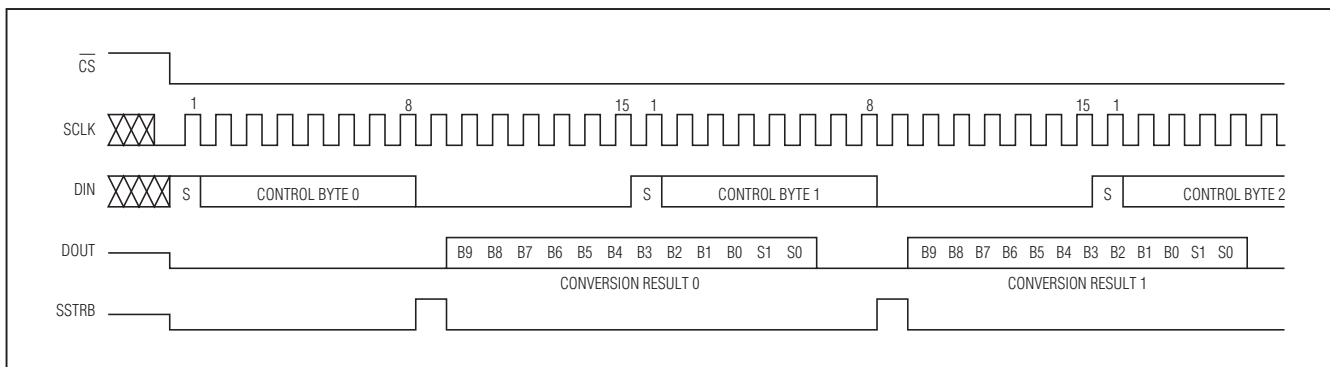 CS
1 8 15 1 8 15 1
SCLK
DIN S CONTROL BYTE 0 S CONTROL BYTE 1 S CONTROL BYTE 2
DOUT B9 B8 B7 B6 B5 B4 B3 B2 B1 B0 S1 S0 B9 B8 B7 B6 B5 B4 B3 B2 B1 B0 S1 S0
CONVERSION RESULT 0 CONVERSION RESULT 1
SSTRB